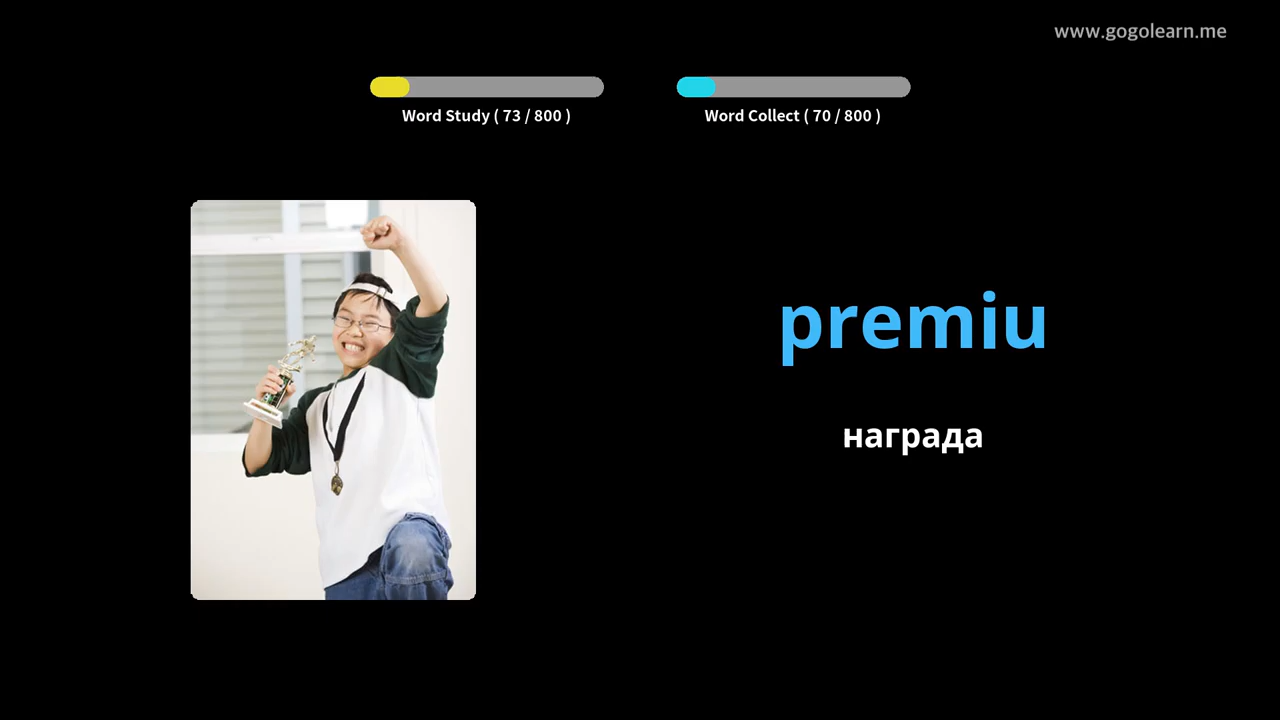 www.gogolearn.me
Word Study ( 73 / 800 )
Word Collect ( 70 / 800 )
premiu
награда